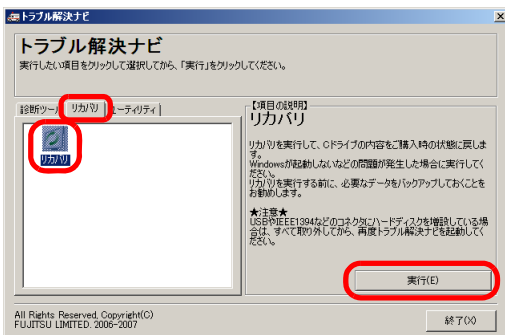 トラブル解決ナビ
トラブル解決ナビ
実行したい項目をクリックして選択してから、「実行」をクリックしてください。
診断ツール リカバリ ユーティリティ
リカバリ
【項目の説明】
リカバリ
リカバリを実行して、Cドライブの内容をご購入時の状態に戻しま
す。
Windowsが起動しないなどの問題が発生した場合に実行してく
ださい。
リカバリを実行する前に、必要なデータをバックアップしておくことを
お勧めします。
★注意★
USBやIEEE1394などのコネクタにハードディスクを増設している場
合は、すべて取り外してから、再度トラブル解決ナビを起動してく
ださい。
実行(E)
All Rights Reserved, Copyright(C)
FUJITSU LIMITED. 2006-2007
終了(X)